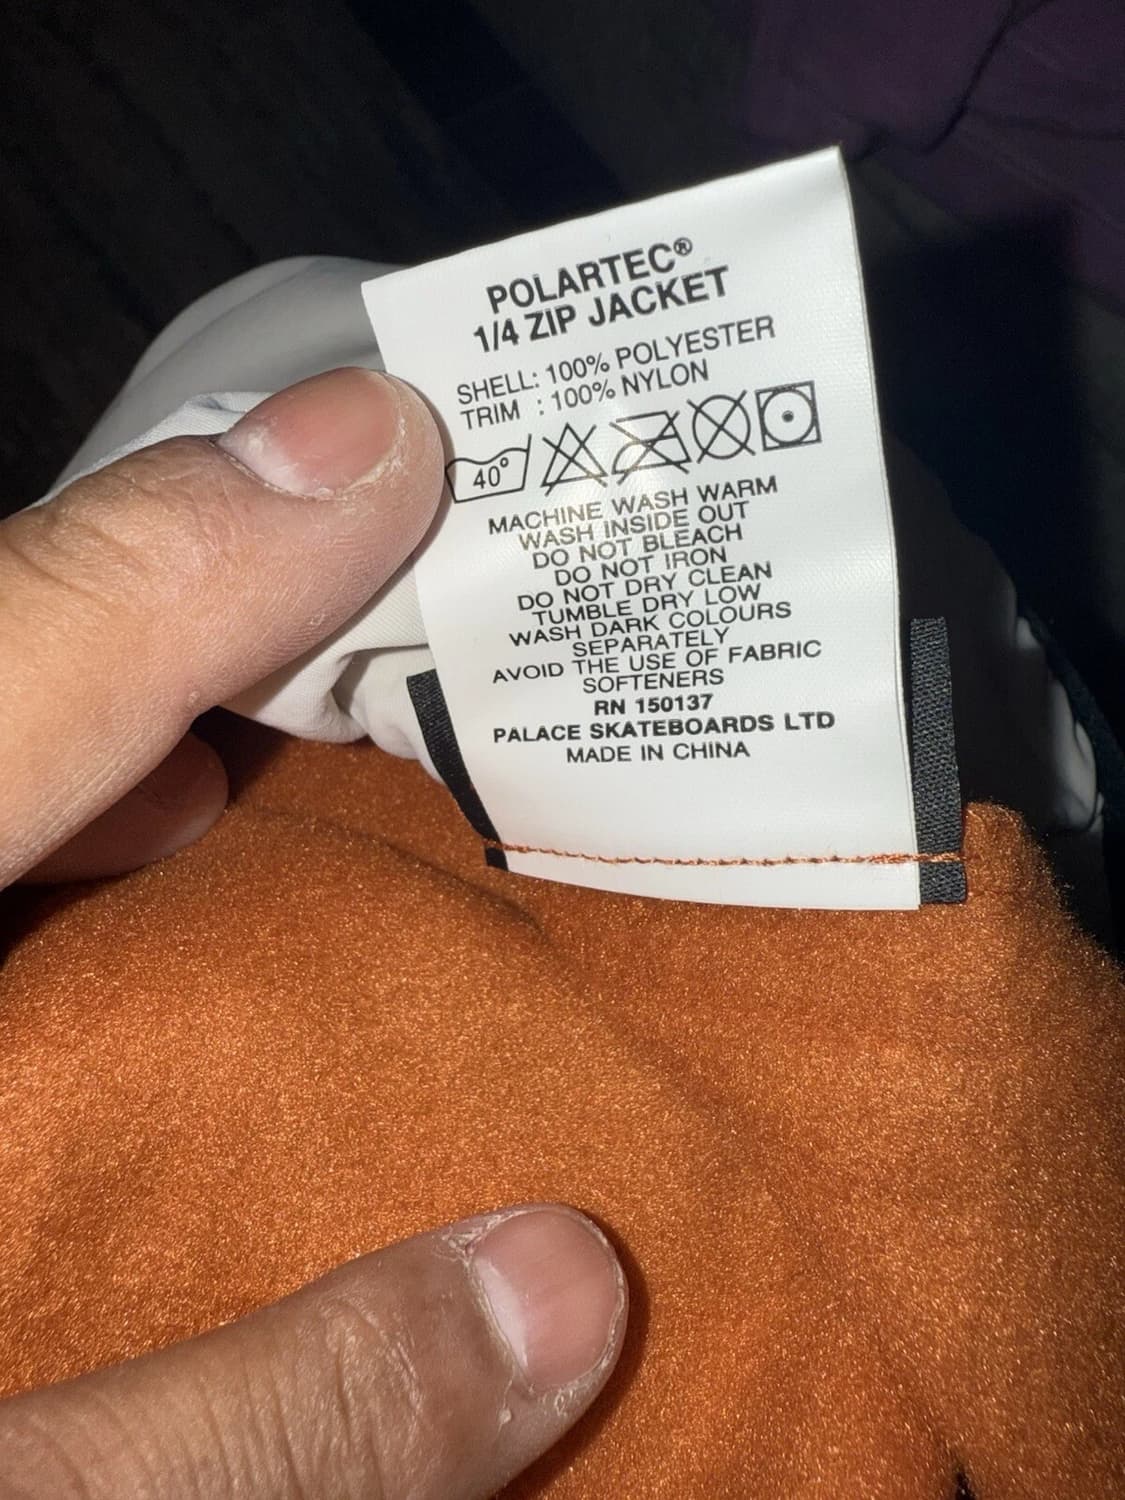 POLARTEC®
1/4 ZIP JACKET
SHELL: 100% POLYESTER
TRIM : 100% NYLON
40°
MACHINE WASH WARM
WASH INSIDE OUT
DO NOT BLEACH
DO NOT IRON
DO NOT DRY CLEAN
TUMBLE DRY LOW
WASH DARK COLOURS
SEPARATELY
AVOID THE USE OF FABRIC
SOFTENERS
RN 150137
PALACE SKATEBOARDS LTD
MADE IN CHINA